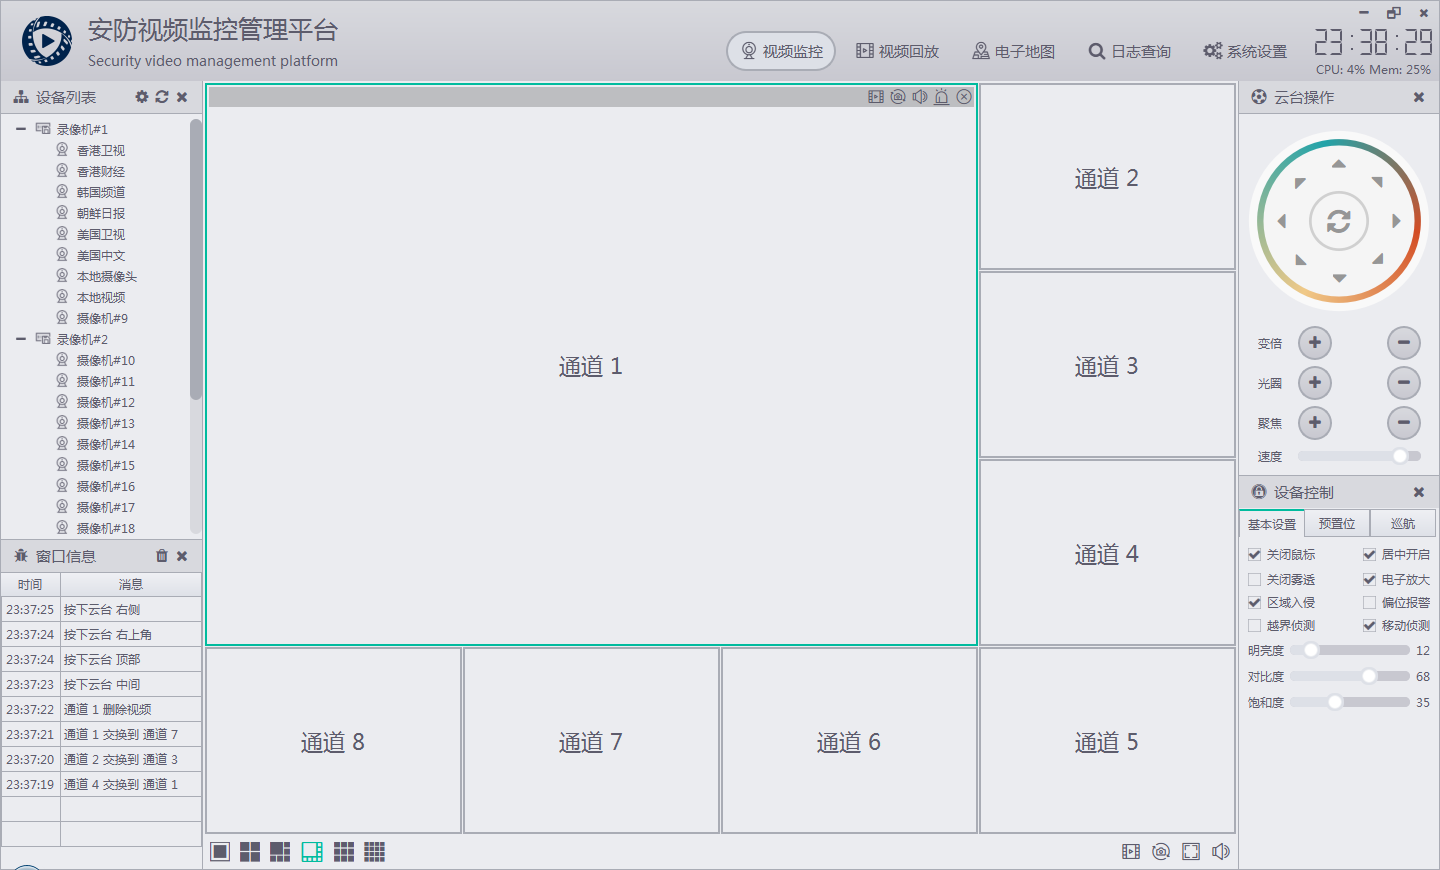 安防视频监控管理平台
Security video management platform
视频监控
视频回放
电子地图
日志查询
系统设置
23:38:29
CPU: 4% Mem: 25%
设备列表
录像机#1
香港卫视
香港财经
韩国频道
朝鲜日报
美国卫视
美国中文
本地摄像头
本地视频
摄像机#9
录像机#2
摄像机#10
摄像机#11
摄像机#12
摄像机#13
摄像机#14
摄像机#15
摄像机#16
摄像机#17
摄像机#18
窗口信息
时间 消息
23:37:25 按下云台 右侧
23:37:24 按下云台 右上角
23:37:24 按下云台 顶部
23:37:23 按下云台 中间
23:37:22 通道 1 删除视频
23:37:21 通道 1 交换到 通道 7
23:37:20 通道 2 交换到 通道 3
23:37:19 通道 4 交换到 通道 1
通道 1
通道 2
通道 3
通道 4
通道 8
通道 7
通道 6
通道 5
云台操作
变倍
光圈
聚焦
速度
设备控制
基本设置 预置位 巡航
关闭鼠标 居中开启
关闭雾透 电子放大
区域入侵 偏位报警
越界侦测 移动侦测
明亮度 12
对比度 68
饱和度 35